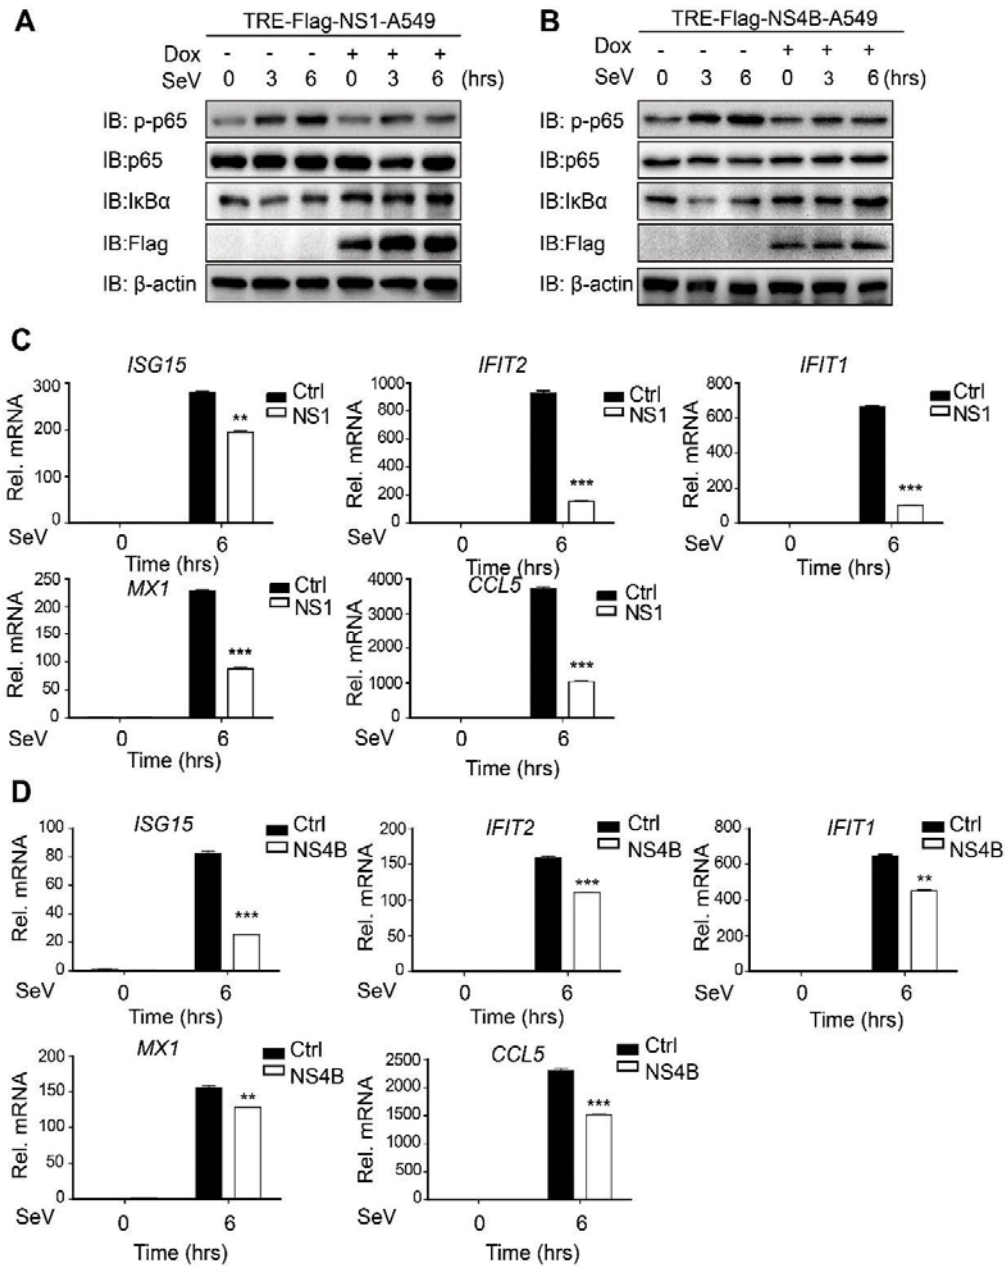 A
TRE-Flag-NS1-A549
Dox - - - + + +
SeV 0 3 6 0 3 6 (hrs)
IB: p-p65
IB:p65
IB:IκBα
IB:Flag
IB: β-actin
B
TRE-Flag-NS4B-A549
Dox - - - + + +
SeV 0 3 6 0 3 6 (hrs)
IB: p-p65
IB:p65
IB:IκBα
IB:Flag
IB: β-actin
C
ISG15
Rel. mRNA
300
200
100
0
Ctrl
NS1
**
SeV 0 6
Time (hrs)
IFIT2
Rel. mRNA
1000
800
600
400
200
0
Ctrl
NS1
***
SeV 0 6
Time (hrs)
IFIT1
Rel. mRNA
800
600
400
200
0
Ctrl
NS1
***
SeV 0 6
Time (hrs)
MX1
Rel. mRNA
250
200
150
100
50
0
Ctrl
NS1
***
SeV 0 6
Time (hrs)
CCL5
Rel. mRNA
4000
3000
2000
1000
0
Ctrl
NS1
***
SeV 0 6
Time (hrs)
D
ISG15
Rel. mRNA
100
80
60
40
20
0
Ctrl
NS4B
***
SeV 0 6
Time (hrs)
IFIT2
Rel. mRNA
200
150
100
50
0
Ctrl
NS4B
***
SeV 0 6
Time (hrs)
IFIT1
Rel. mRNA
800
600
400
200
0
Ctrl
NS4B
**
SeV 0 6
Time (hrs)
MX1
Rel. mRNA
200
150
100
50
0
Ctrl
NS4B
**
SeV 0 6
Time (hrs)
CCL5
Rel. mRNA
2500
2000
1500
1000
500
0
Ctrl
NS4B
***
SeV 0 6
Time (hrs)